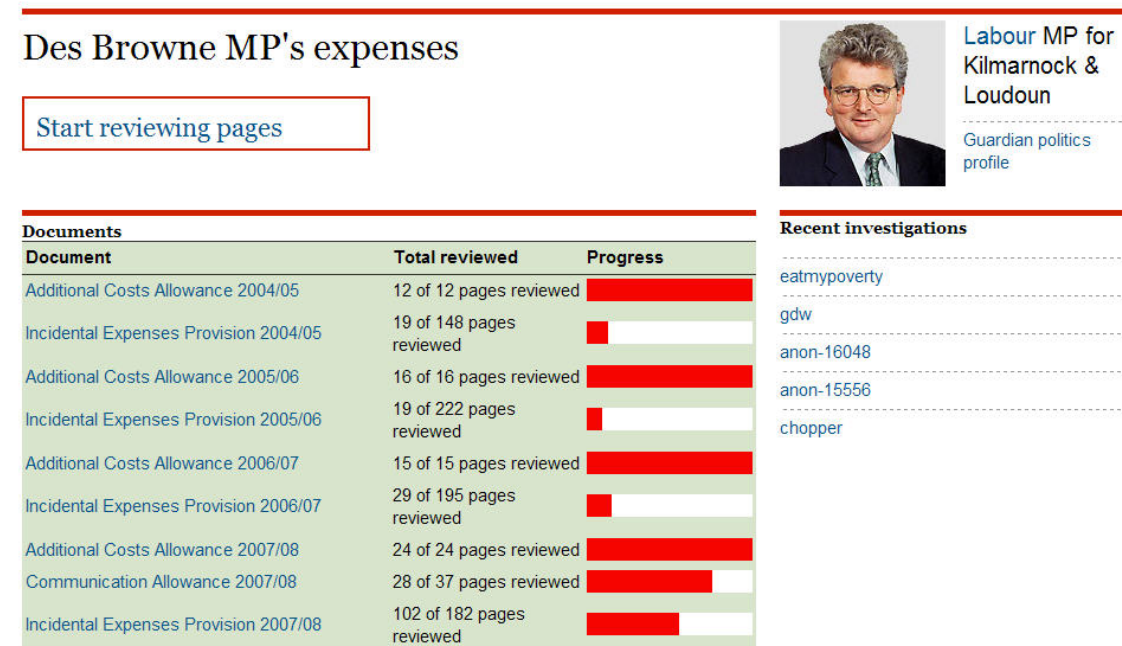 Des Browne MP's expenses
Start reviewing pages
Labour MP for
Kilmarnock &
Loudoun
Guardian politics
profile
Documents
Document Total reviewed Progress
Additional Costs Allowance 2004/05 12 of 12 pages reviewed
Incidental Expenses Provision 2004/05 19 of 148 pages
reviewed
Additional Costs Allowance 2005/06 16 of 16 pages reviewed
Incidental Expenses Provision 2005/06 19 of 222 pages
reviewed
Additional Costs Allowance 2006/07 15 of 15 pages reviewed
Incidental Expenses Provision 2006/07 29 of 195 pages
reviewed
Additional Costs Allowance 2007/08 24 of 24 pages reviewed
Communication Allowance 2007/08 28 of 37 pages reviewed
Incidental Expenses Provision 2007/08 102 of 182 pages
reviewed
Recent investigations
eatmypoverty
gdw
anon-16048
anon-15556
chopper